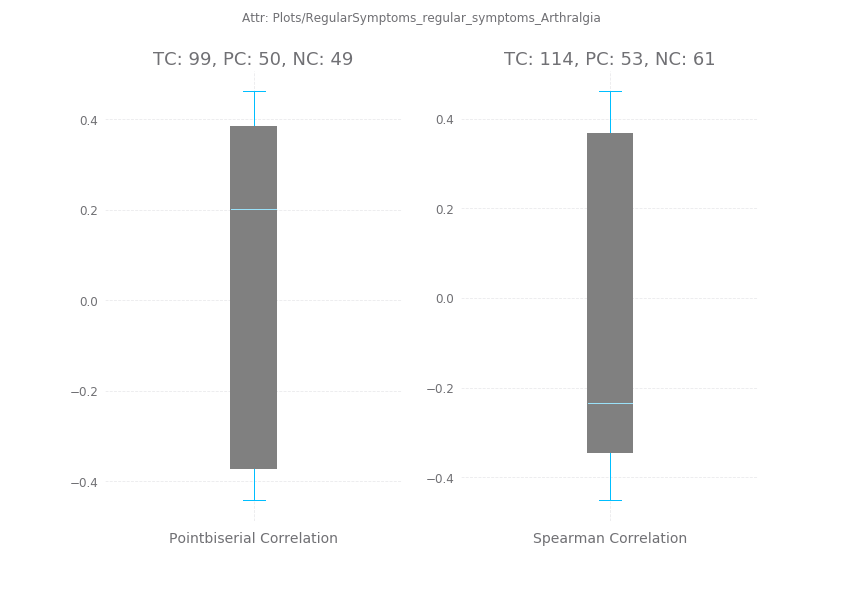 Attr: Plots/RegularSymptoms_regular_symptoms_Arthralgia
TC: 99, PC: 50, NC: 49
0.4
0.2
0.0
−0.2
−0.4
Pointbiserial Correlation
TC: 114, PC: 53, NC: 61
0.4
0.2
0.0
−0.2
−0.4
Spearman Correlation